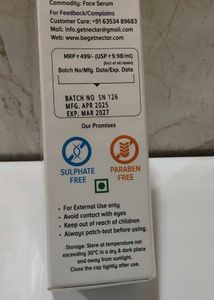 Commodity: Face Serum
For Feedback/Complains
Customer Care: +91 63534 89683
Mail: info.getnectar@gmail.com
www.begetnectar.com
MRP ₹499/- (USP ₹9.98/ml)
(Incl of all taxes)
Batch No/Mfg. Date/Exp. Date
BATCH NO SN 126
MFG. APR 2025
EXP. MAR 2027
Our Promises
SULPHATE
FREE
PARABEN
FREE
• For External Use only
• Avoid contact with eyes
• Keep out of reach of children
• Always patch-test before using.
Storage: Store at temperature not
exceeding 30°C in a dry & dark place
and away from sunlight.
Close the cap tightly after use.